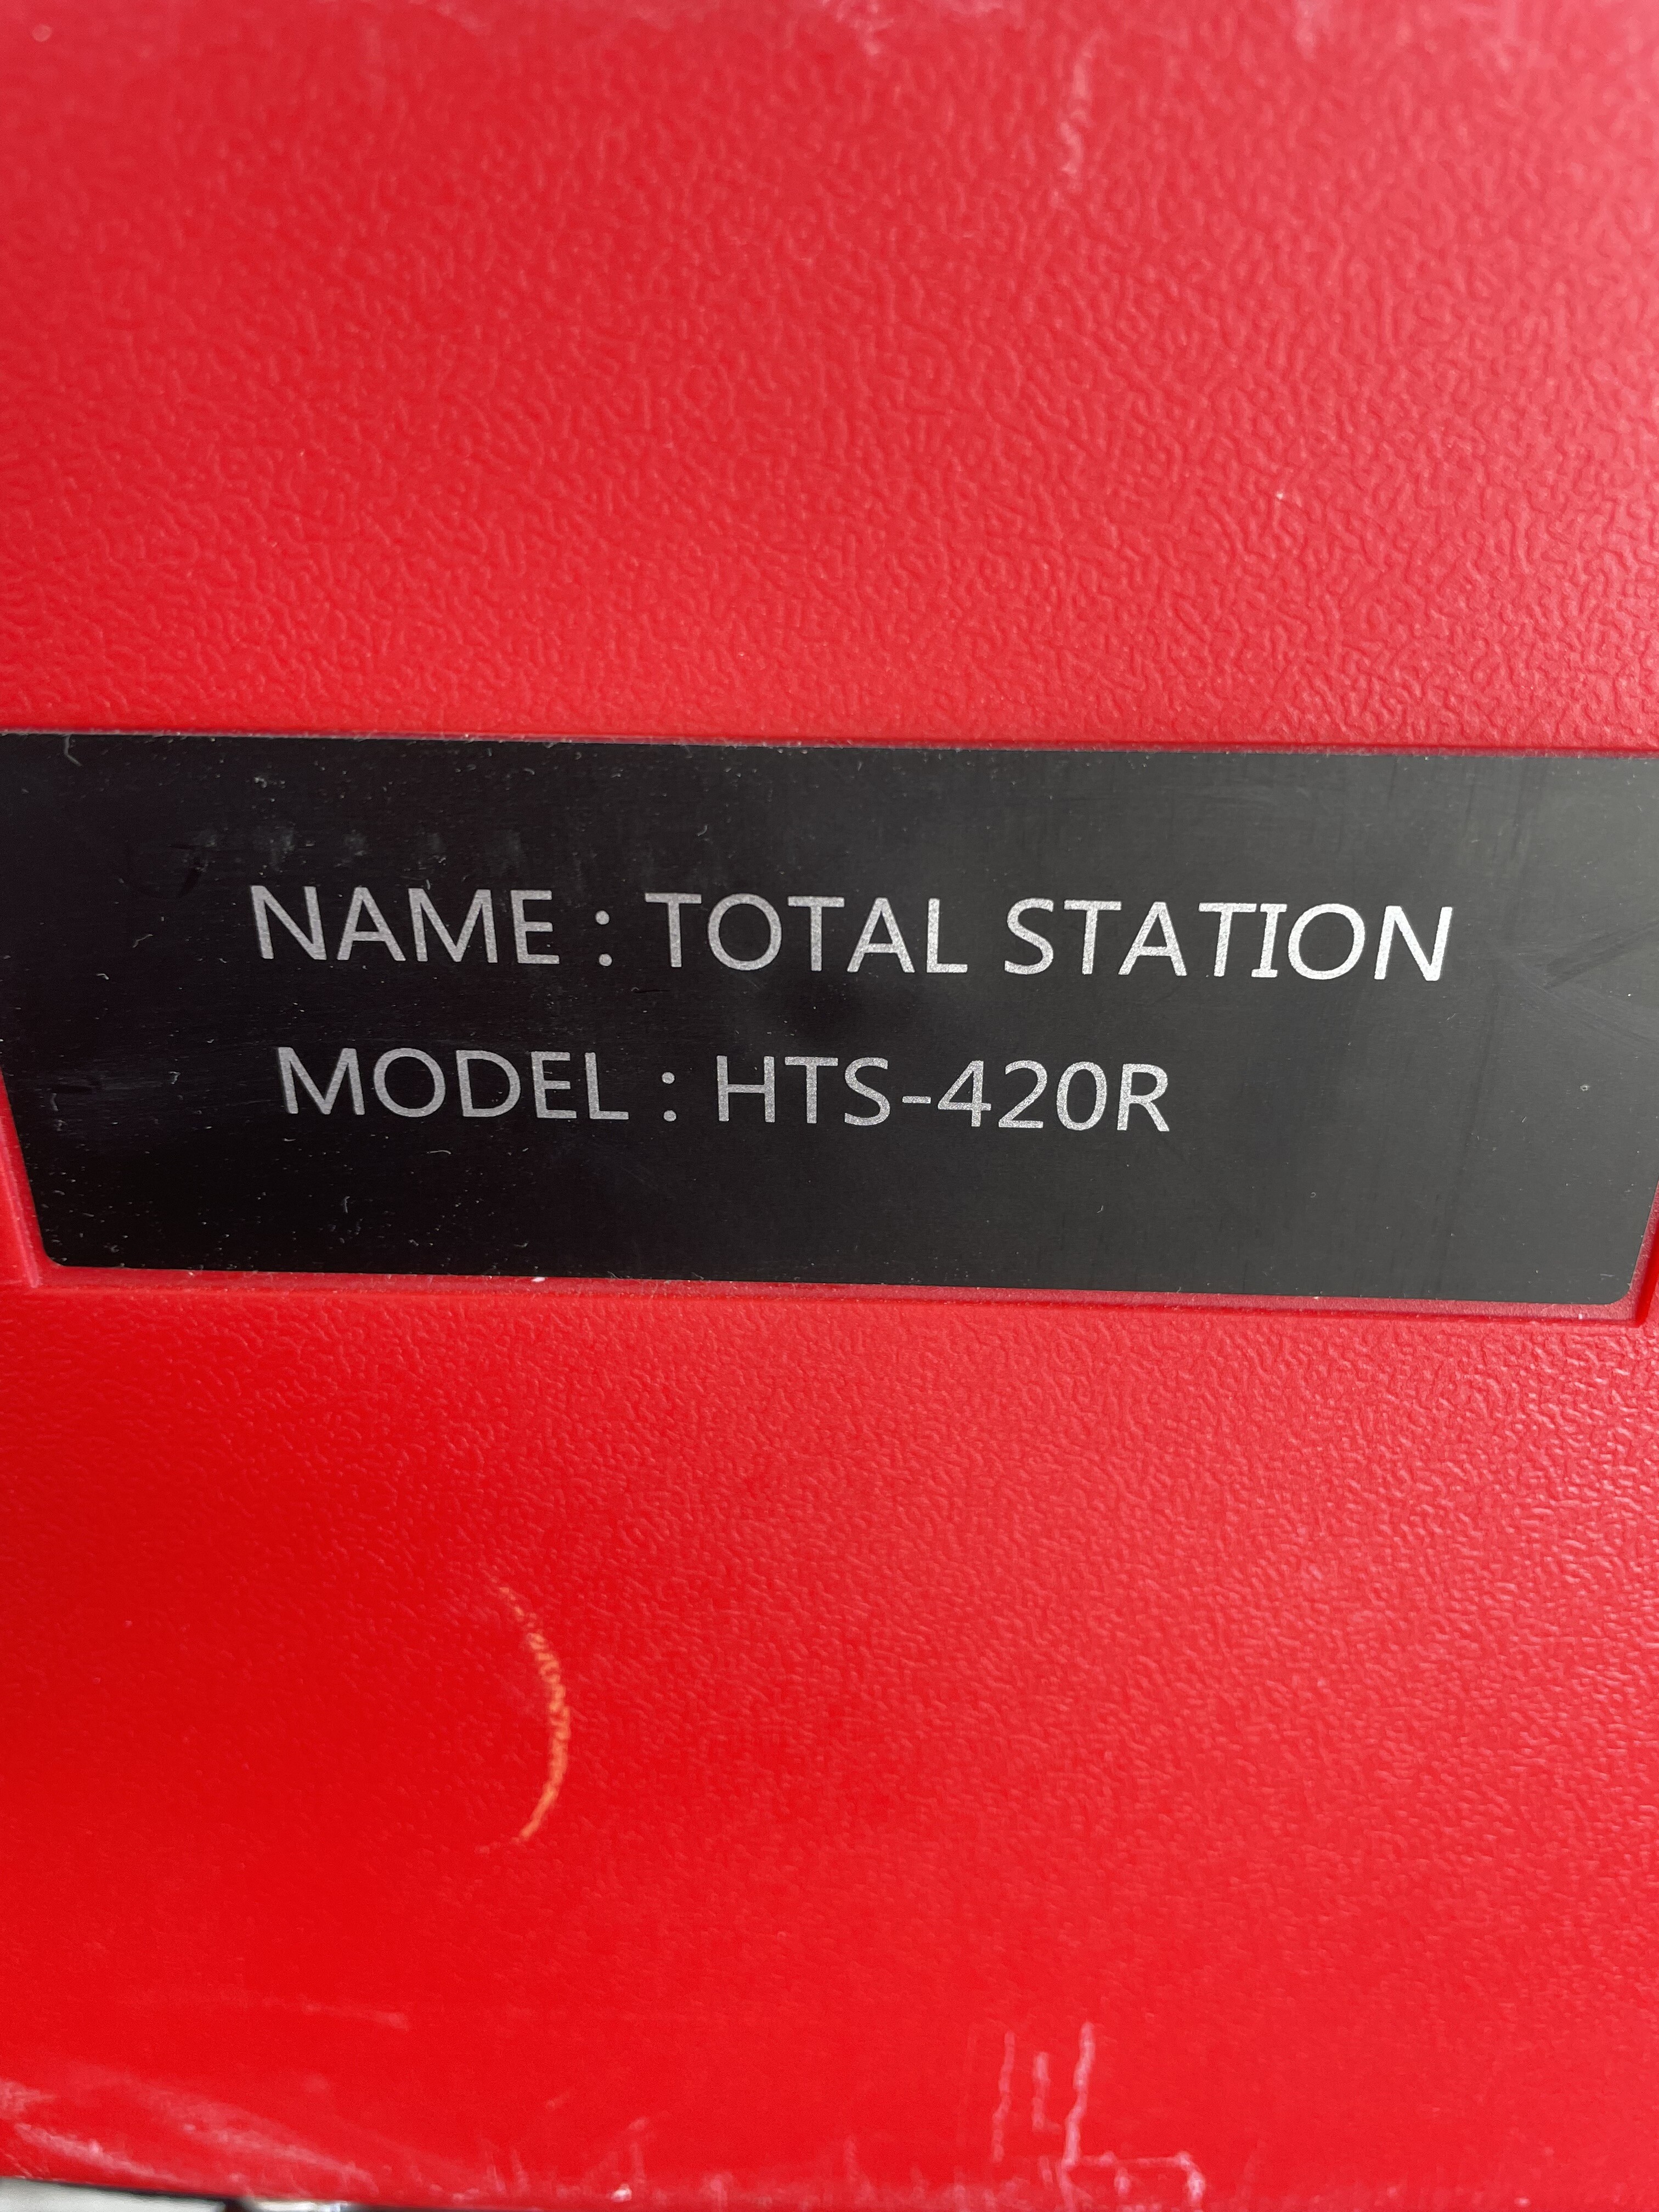 NAME : TOTAL STATION
MODEL : HTS-420R